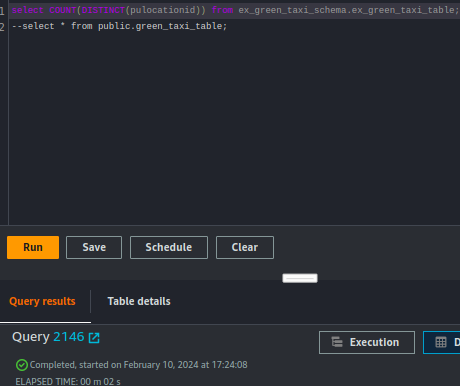 1 select COUNT(DISTINCT(pulocationid)) from ex_green_taxi_schema.ex_green_taxi_table;
2 --select * from public.green_taxi_table;
Run Save Schedule Clear
Query results Table details
Query 2146 Execution D
Completed, started on February 10, 2024 at 17:24:08
ELAPSED TIME: 00 m 02 s